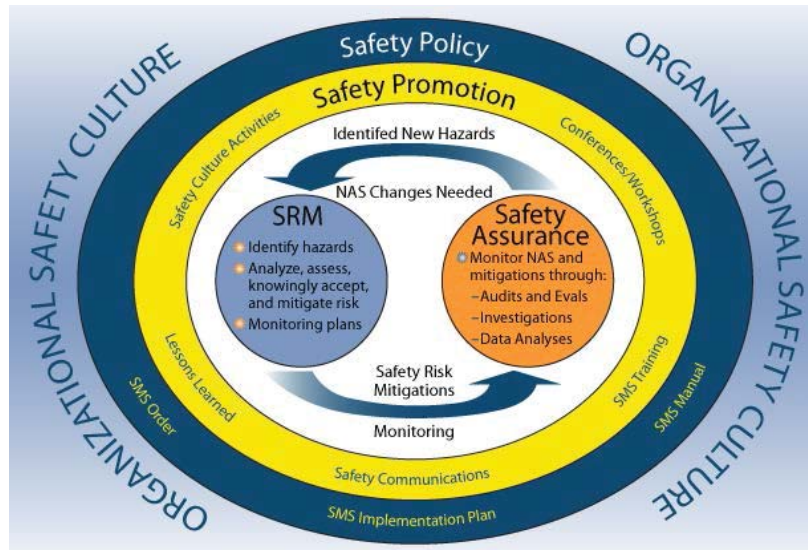 ORGANIZATIONAL SAFETY CULTURE
ORGANIZATIONAL SAFETY CULTURE
Safety Policy
Safety Promotion
Safety Culture Activities
Conferences/Workshops
Identifed New Hazards
NAS Changes Needed
SRM
Identify hazards
Analyze, assess,
knowingly accept,
and mitigate risk
Monitoring plans
Safety
Assurance
Monitor NAS and
mitigations through:
–Audits and Evals
–Investigations
–Data Analyses
Safety Risk
Mitigations
Monitoring
Lessons Learned
SMS Training
Safety Communications
SMS Order
SMS Manual
SMS Implementation Plan